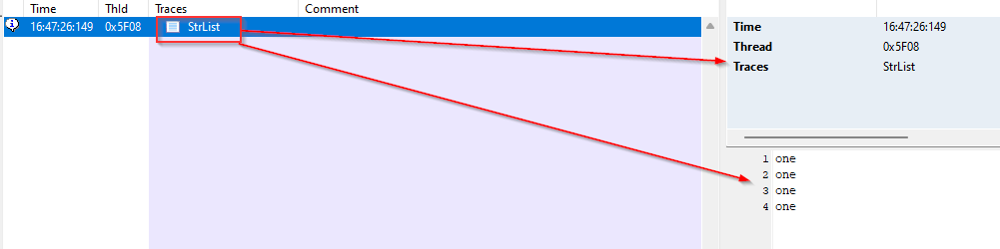 Time ThId Traces Comment
16:47:26:149 0x5F08 StrList
Time 16:47:26:149
Thread 0x5F08
Traces StrList
1 one
2 one
3 one
4 one